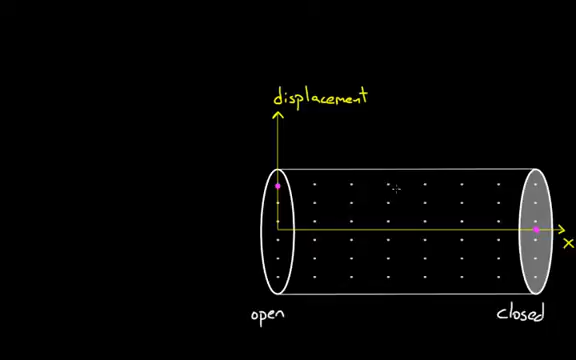 displacement
x
open
closed